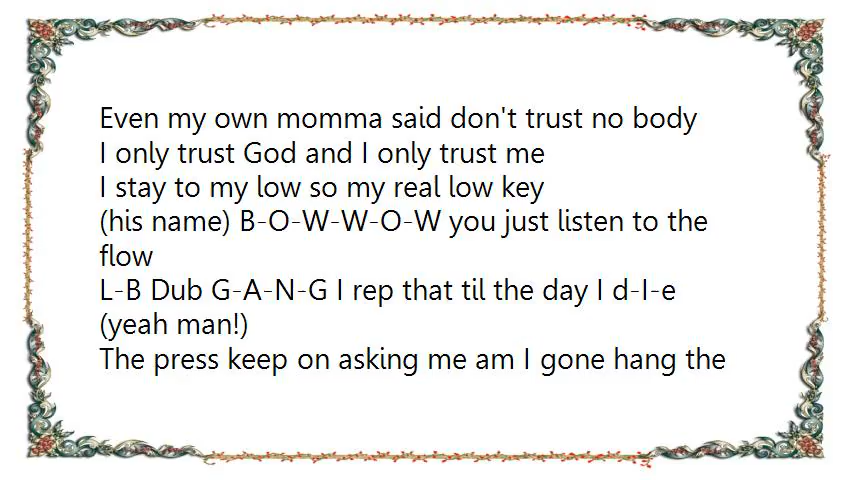 Even my own momma said don't trust no body
I only trust God and I only trust me
I stay to my low so my real low key
(his name) B-O-W-W-O-W you just listen to the
flow
L-B Dub G-A-N-G I rep that til the day I d-I-e
(yeah man!)
The press keep on asking me am I gone hang the